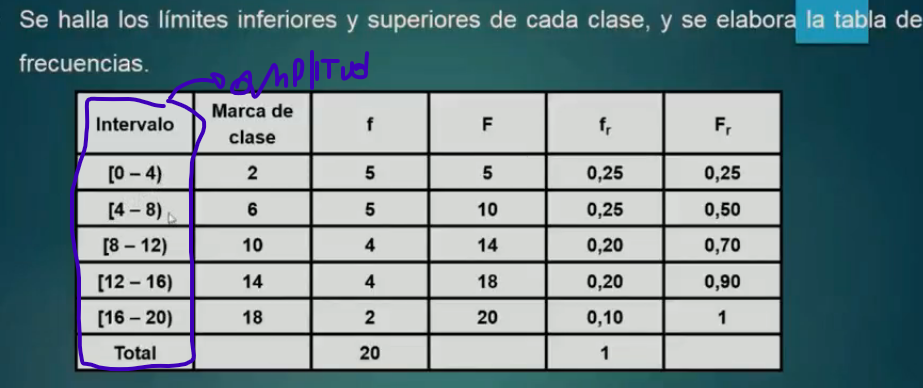 Se halla los límites inferiores y superiores de cada clase, y se elabora la tabla de
frecuencias.
amplitud
Intervalo Marca de clase f F fr Fr
[0 – 4) 2 5 5 0,25 0,25
[4 – 8) 6 5 10 0,25 0,50
[8 – 12) 10 4 14 0,20 0,70
[12 – 16) 14 4 18 0,20 0,90
[16 – 20) 18 2 20 0,10 1
Total 20 1